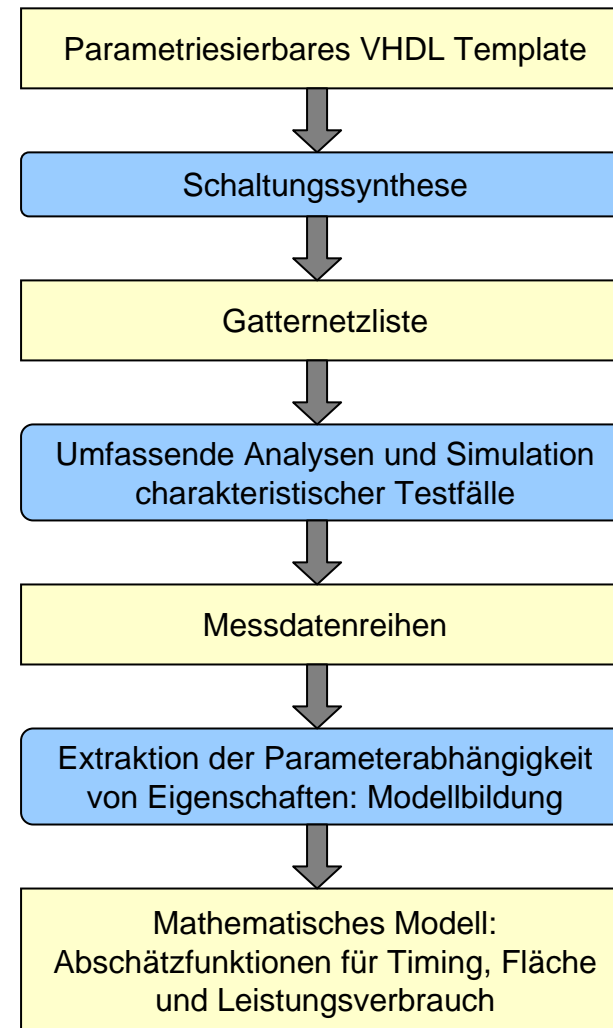 Parametriesierbares VHDL Template
Schaltungssynthese
Gatternetzliste
Umfassende Analysen und Simulation
charakteristischer Testfälle
Messdatenreihen
Extraktion der Parameterabhängigkeit
von Eigenschaften: Modellbildung
Mathematisches Modell:
Abschätzfunktionen für Timing, Fläche
und Leistungsverbrauch